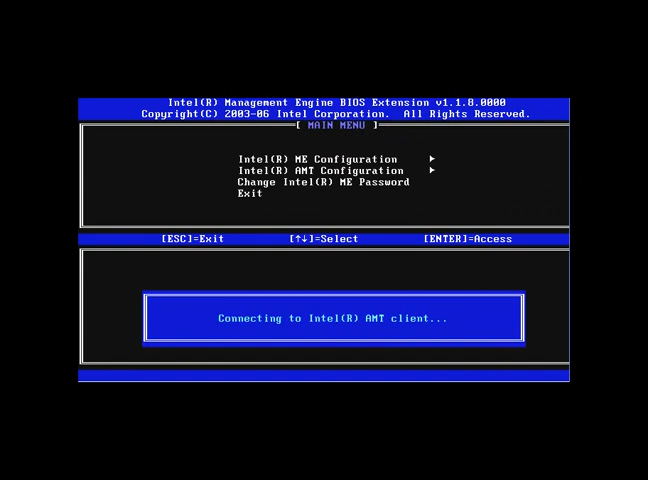 Intel(R) Management Engine BIOS Extension v1.1.8.0000
Copyright(C) 2003-06 Intel Corporation. All Rights Reserved.
[ MAIN MENU ]
Intel(R) ME Configuration ►
Intel(R) AMT Configuration ►
Change Intel(R) ME Password
Exit
[ESC]=Exit [↑↓]=Select [ENTER]=Access
Connecting to Intel(R) AMT client...